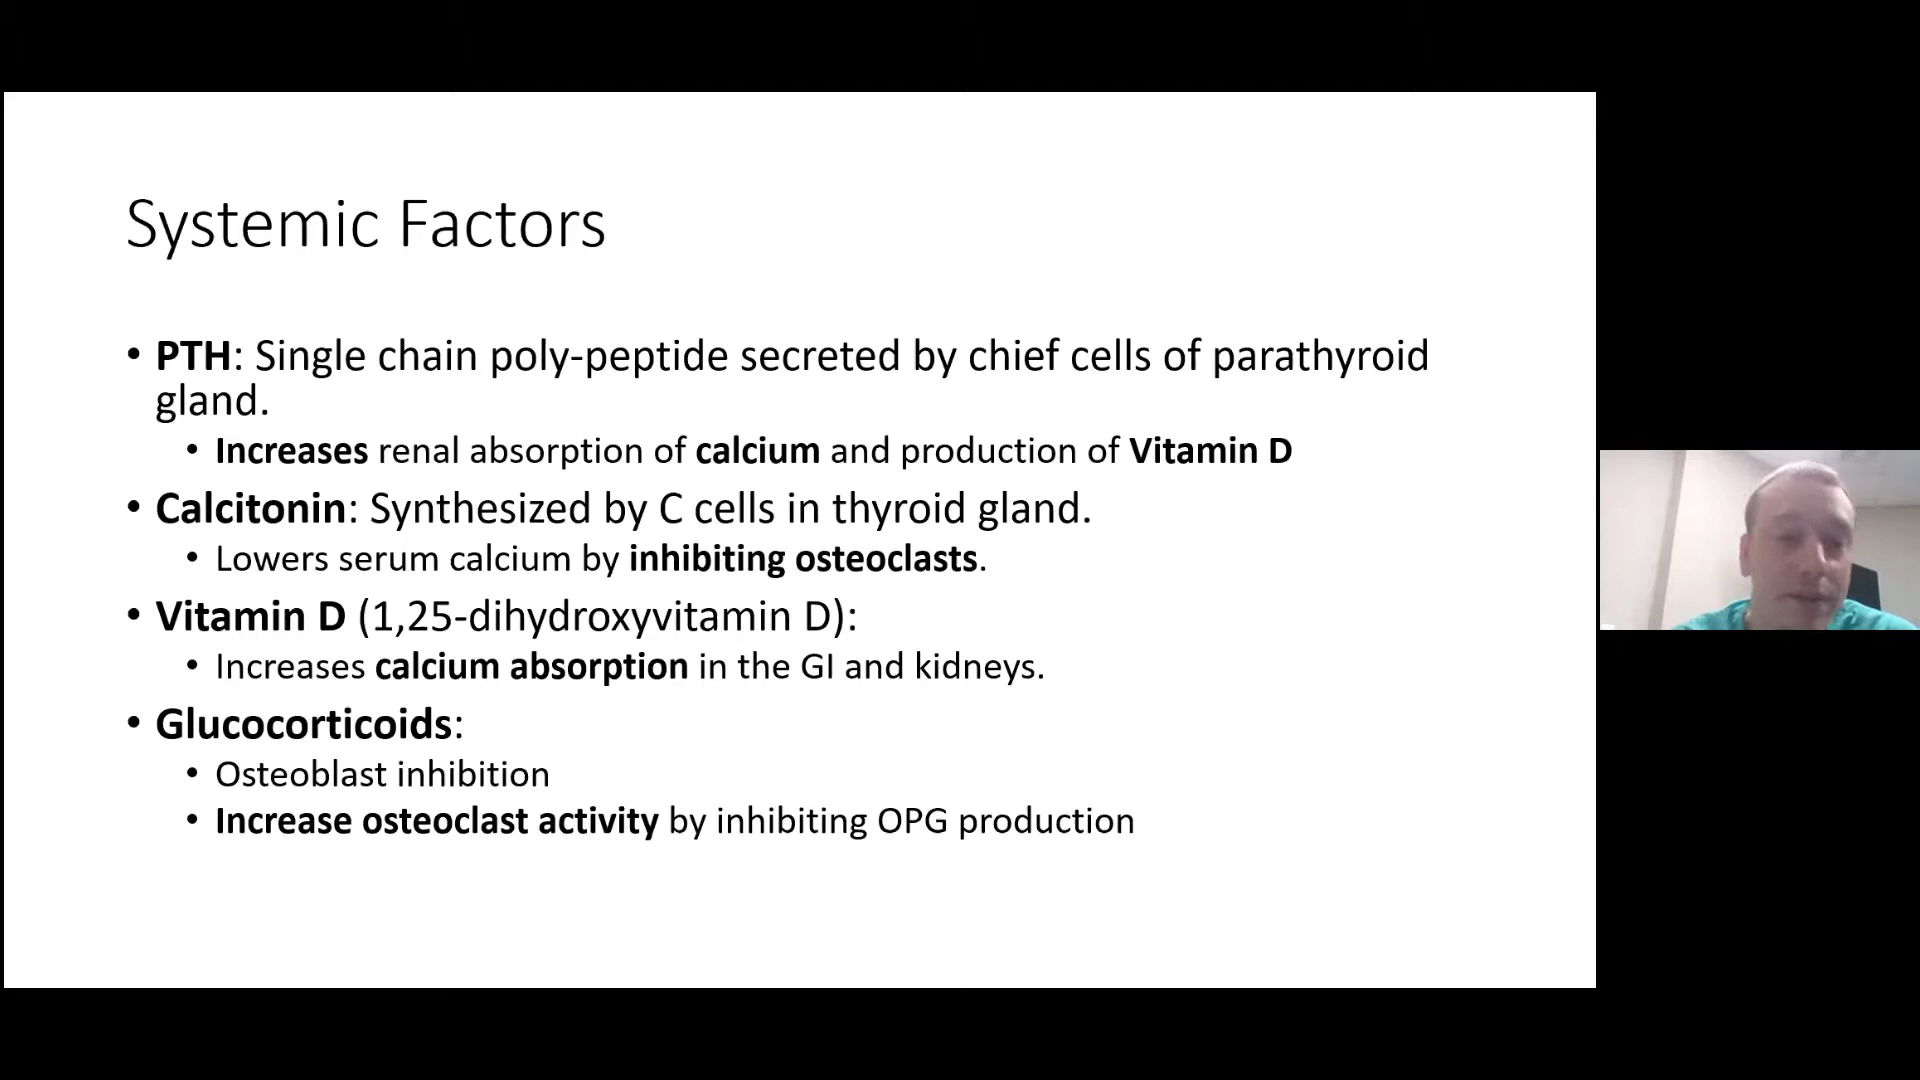 Systemic Factors
• PTH: Single chain poly-peptide secreted by chief cells of parathyroid
gland.
• Increases renal absorption of calcium and production of Vitamin D
• Calcitonin: Synthesized by C cells in thyroid gland.
• Lowers serum calcium by inhibiting osteoclasts.
• Vitamin D (1,25-dihydroxyvitamin D):
• Increases calcium absorption in the GI and kidneys.
• Glucocorticoids:
• Osteoblast inhibition
• Increase osteoclast activity by inhibiting OPG production